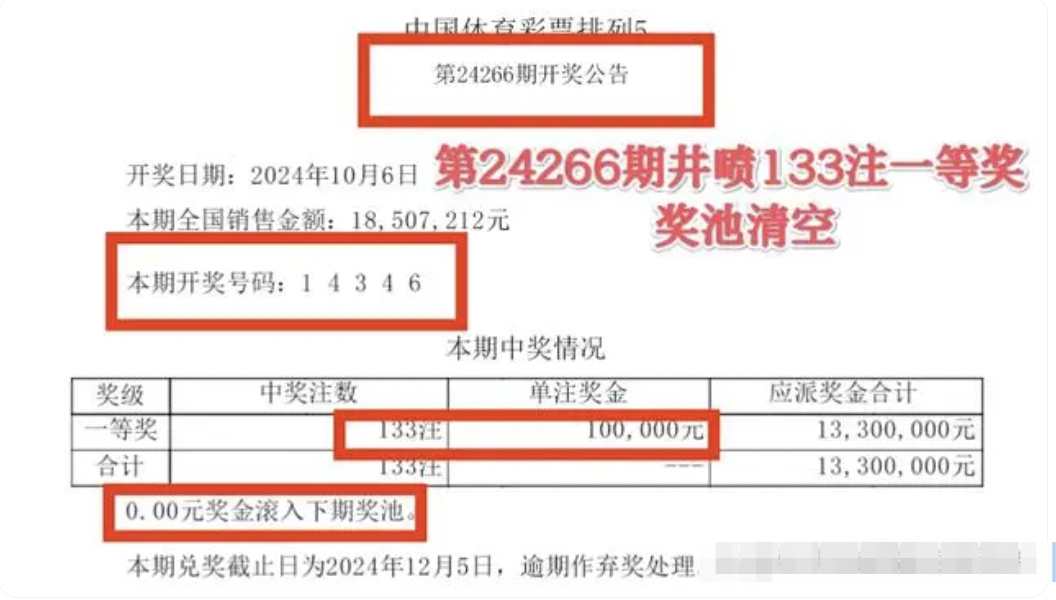 中国体育彩票排列5
第24266期开奖公告
第24266期井喷133注一等奖
奖池清空
开奖日期：2024年10月6日
本期全国销售金额：18,507,212元
本期开奖号码：1 4 3 4 6
本期中奖情况
奖级 中奖注数 单注奖金 应派奖金合计
一等奖 133注 100,000元 13,300,000元
合计 133注 --- 13,300,000元
0.00元奖金滚入下期奖池。
本期兑奖截止日为2024年12月5日，逾期作弃奖处理